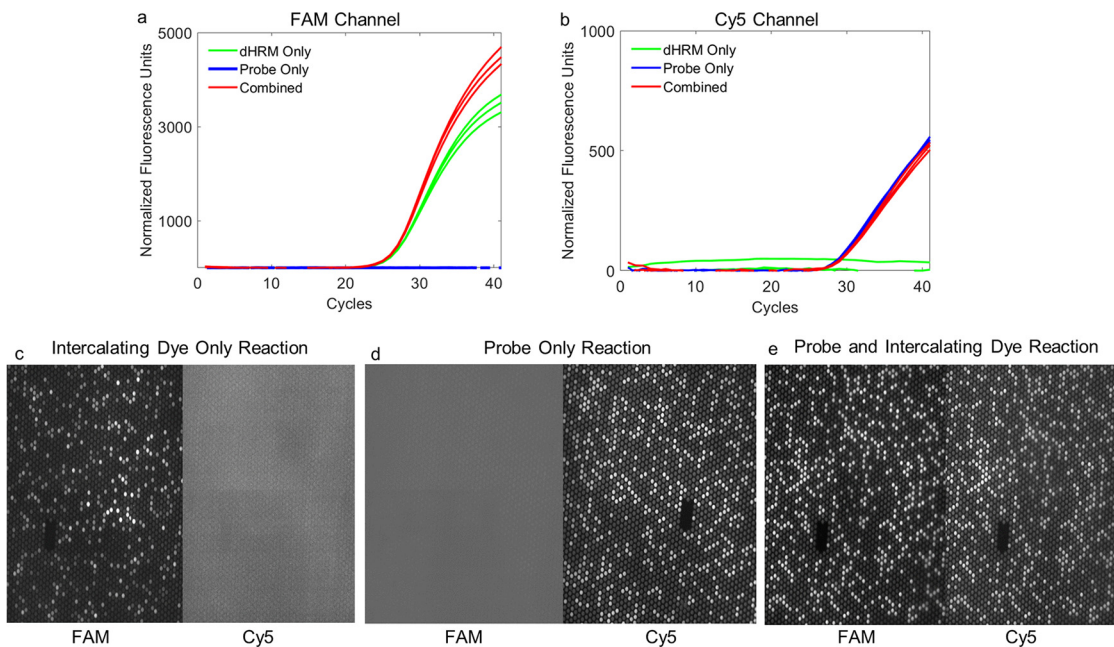 a
FAM Channel
Normalized Fluorescence Units
5000
3000
1000
dHRM Only
Probe Only
Combined
0
10
20
30
40
Cycles
b
Cy5 Channel
Normalized Fluorescence Units
1000
500
0
dHRM Only
Probe Only
Combined
0
10
20
30
40
Cycles
c
Intercalating Dye Only Reaction
FAM
Cy5
d
Probe Only Reaction
FAM
Cy5
e
Probe and Intercalating Dye Reaction
FAM
Cy5